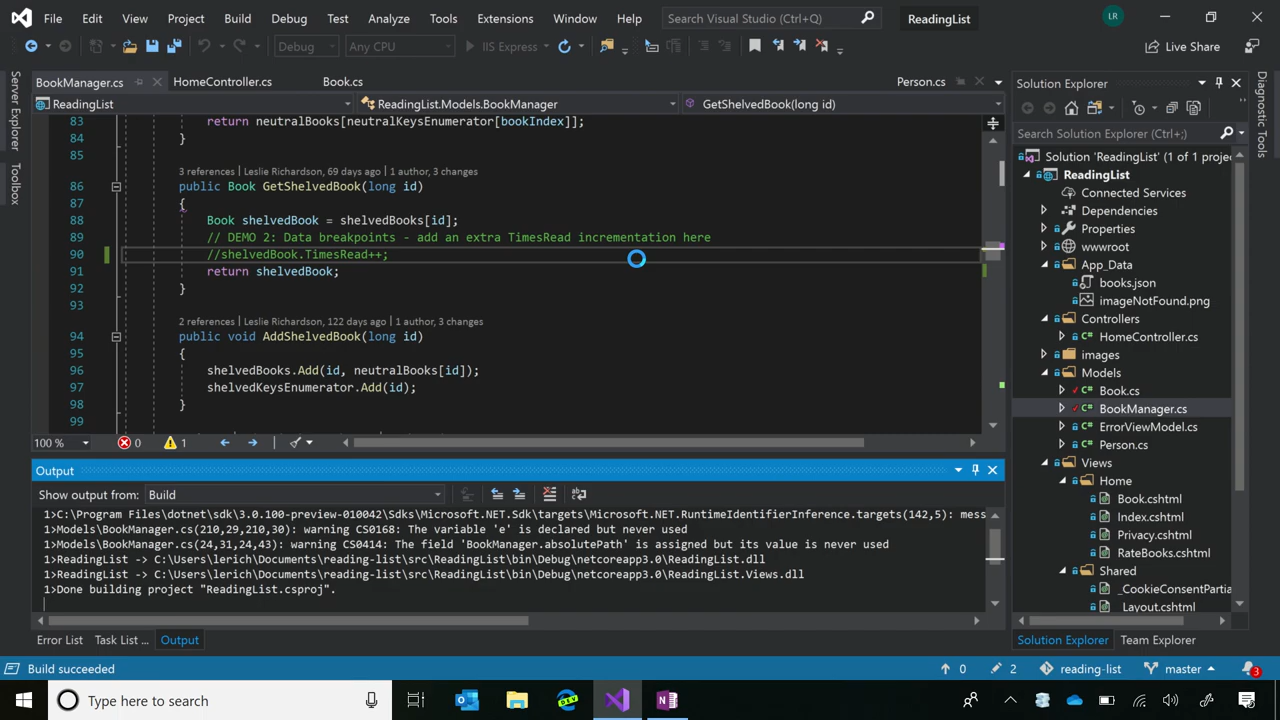 File Edit View Project Build Debug Test Analyze Tools Extensions Window Help Search Visual Studio (Ctrl+Q) ReadingList LR
Debug Any CPU IIS Express Live Share
BookManager.cs HomeController.cs Book.cs Person.cs
ReadingList ReadingList.Models.BookManager GetShelvedBook(long id)
83 return neutralBooks[neutralKeysEnumerator[bookIndex]];
84 }
85
3 references | Leslie Richardson, 69 days ago | 1 author, 3 changes
86 public Book GetShelvedBook(long id)
87 {
88 Book shelvedBook = shelvedBooks[id];
89 // DEMO 2: Data breakpoints - add an extra TimesRead incrementation here
90 //shelvedBook.TimesRead++;
91 return shelvedBook;
92 }
93
2 references | Leslie Richardson, 122 days ago | 1 author, 3 changes
94 public void AddShelvedBook(long id)
95 {
96 shelvedBooks.Add(id, neutralBooks[id]);
97 shelvedKeysEnumerator.Add(id);
98 }
99
100 % 0 1
Output
Show output from: Build
1>C:\Program Files\dotnet\sdk\3.0.100-preview-010042\Sdks\Microsoft.NET.Sdk\targets\Microsoft.NET.RuntimeIdentifierInference.targets(142,5): mess
1>Models\BookManager.cs(210,29,210,30): warning CS0168: The variable 'e' is declared but never used
1>Models\BookManager.cs(24,31,24,43): warning CS0414: The field 'BookManager.absolutePath' is assigned but its value is never used
1>ReadingList -> C:\Users\lerich\Documents\reading-list\src\ReadingList\bin\Debug\netcoreapp3.0\ReadingList.dll
1>ReadingList -> C:\Users\lerich\Documents\reading-list\src\ReadingList\bin\Debug\netcoreapp3.0\ReadingList.Views.dll
1>Done building project "ReadingList.csproj".
Error List Task List ... Output
Server Explorer
Toolbox
Solution Explorer
Search Solution Explorer (Ctrl+;)
Solution 'ReadingList' (1 of 1 projec
ReadingList
Connected Services
Dependencies
Properties
wwwroot
App_Data
books.json
imageNotFound.png
Controllers
C# HomeController.cs
images
Models
C# Book.cs
C# BookManager.cs
C# ErrorViewModel.cs
C# Person.cs
Views
Home
Book.cshtml
Index.cshtml
Privacy.cshtml
RateBooks.cshtml
Shared
_CookieConsentPartia
_Layout.cshtml
Solution Explorer Team Explorer
Diagnostic Tools
Build succeeded 0 2 reading-list master 3
Type here to search